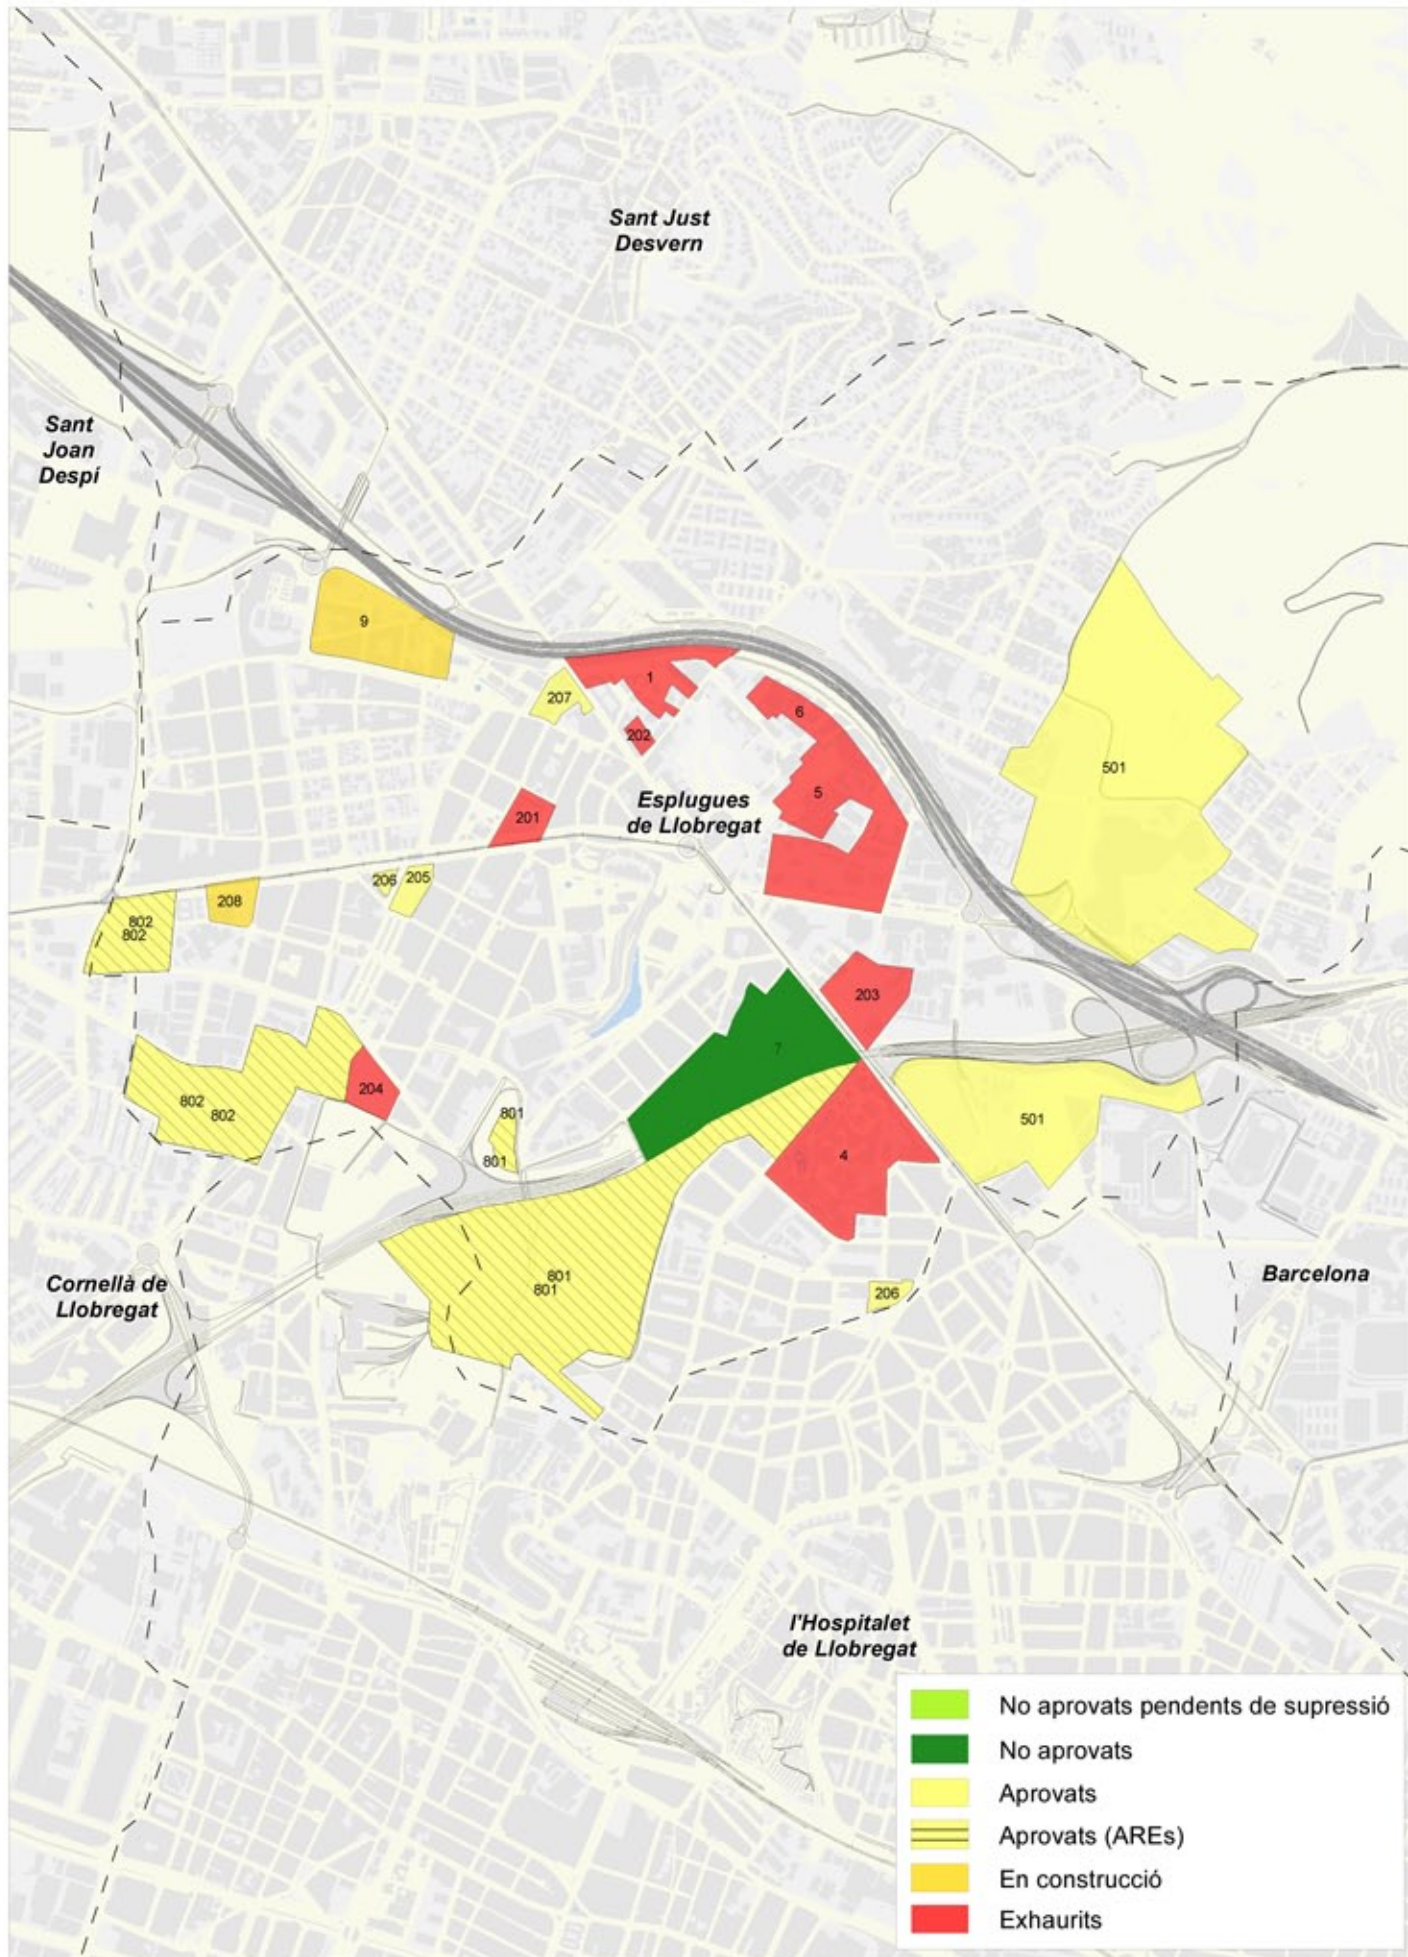 Sant Just
Desvern
Sant
Joan
Despí
9
1
207
6
202
501
5
Esplugues
de Llobregat
201
206
205
208
802
802
203
7
204
802
802
801
501
4
801
Cornellà de
Llobregat
801
801
206
Barcelona
l'Hospitalet
de Llobregat
No aprovats pendents de supressió
No aprovats
Aprovats
Aprovats (AREs)
En construcció
Exhaurits